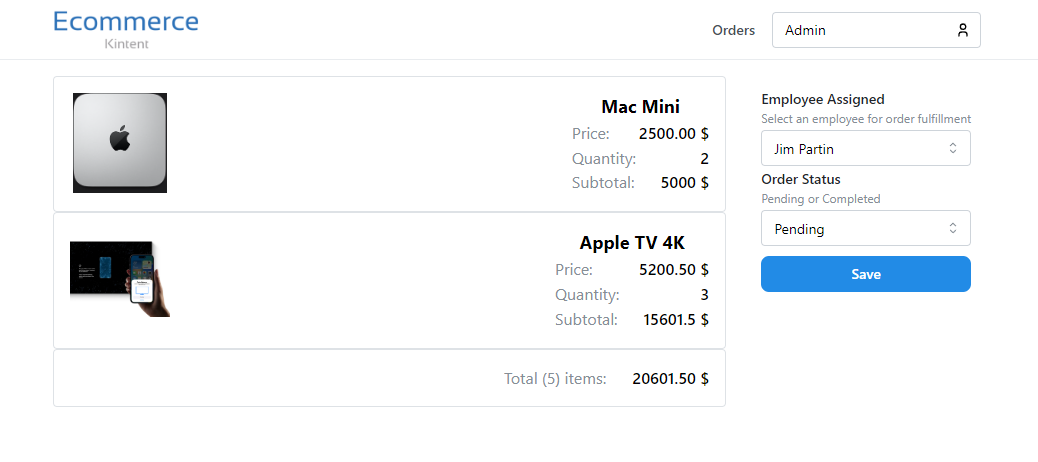 Ecommerce
Kintent
Orders
Admin
Mac Mini
Price: 2500.00 $
Quantity: 2
Subtotal: 5000 $
Apple TV 4K
Price: 5200.50 $
Quantity: 3
Subtotal: 15601.5 $
Total (5) items: 20601.50 $
Employee Assigned
Select an employee for order fulfillment
Jim Partin
Order Status
Pending or Completed
Pending
Save